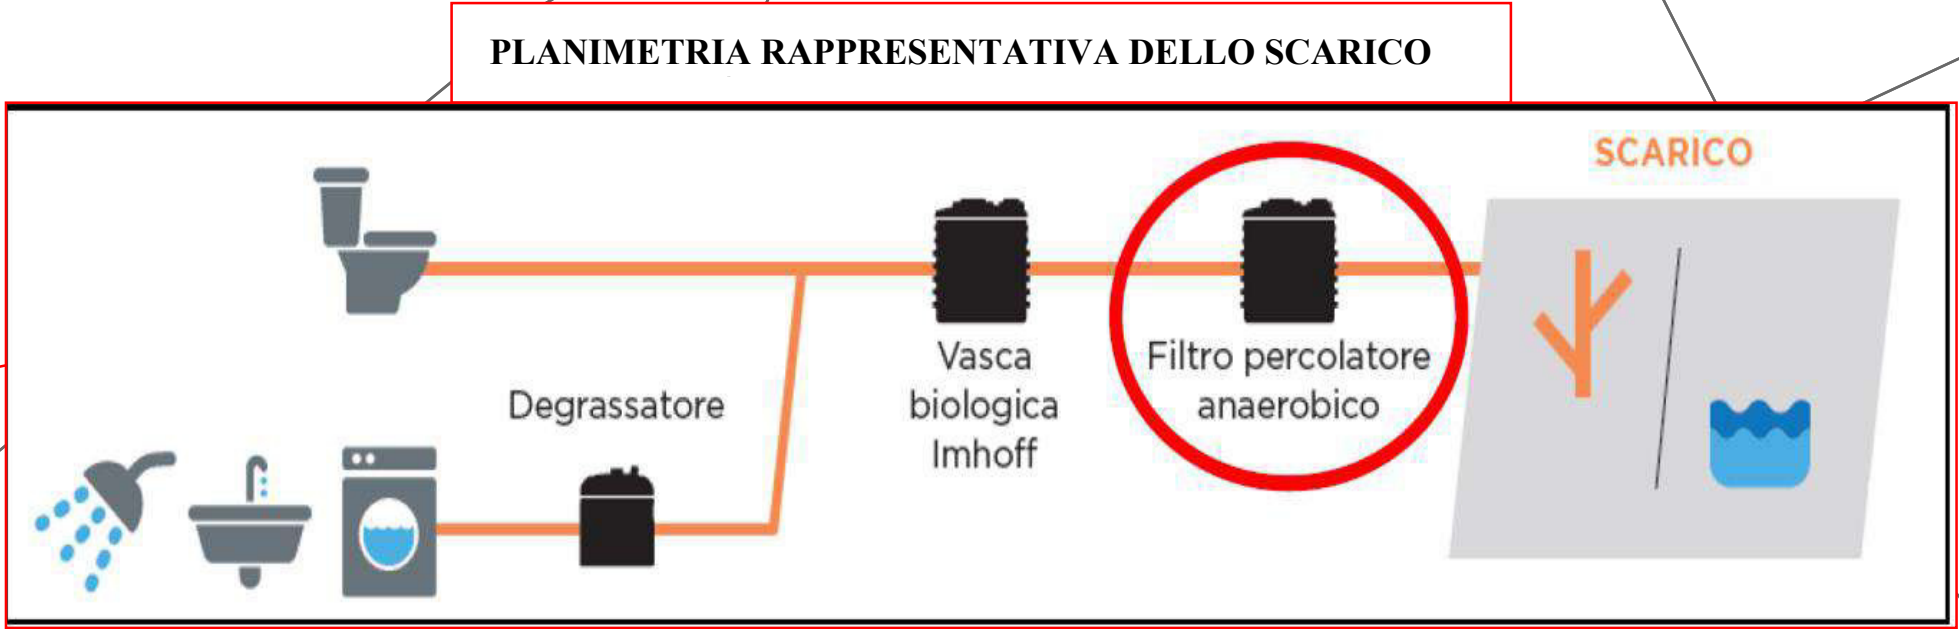 PLANIMETRIA RAPPRESENTATIVA DELLO SCARICO
SCARICO
Vasca
biologica
Imhoff
Filtro percolatore
anaerobico
Degrassatore